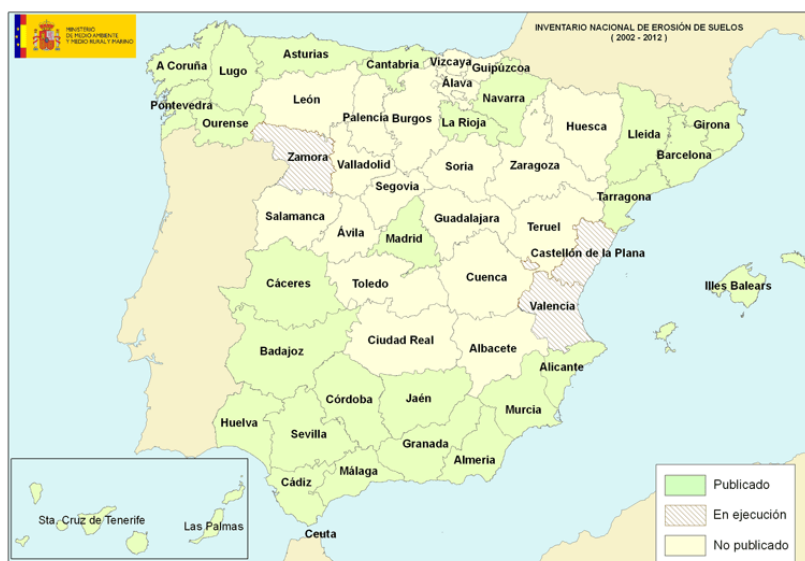 MINISTERIO
DE MEDIO AMBIENTE
Y MEDIO RURAL Y MARINO
INVENTARIO NACIONAL DE EROSIÓN DE SUELOS
( 2002 - 2012 )
A Coruña
Lugo
Asturias
Cantabria
Vizcaya
Guipúzcoa
Álava
Navarra
Pontevedra
Ourense
León
Palencia
Burgos
La Rioja
Huesca
Lleida
Girona
Barcelona
Zamora
Valladolid
Soria
Zaragoza
Tarragona
Segovia
Salamanca
Ávila
Madrid
Guadalajara
Teruel
Castellón de la Plana
Cáceres
Toledo
Cuenca
Valencia
Illes Balears
Badajoz
Ciudad Real
Albacete
Alicante
Córdoba
Jaén
Murcia
Huelva
Sevilla
Granada
Almeria
Cádiz
Málaga
Sta. Cruz de Tenerife
Las Palmas
Ceuta
Publicado
En ejecución
No publicado